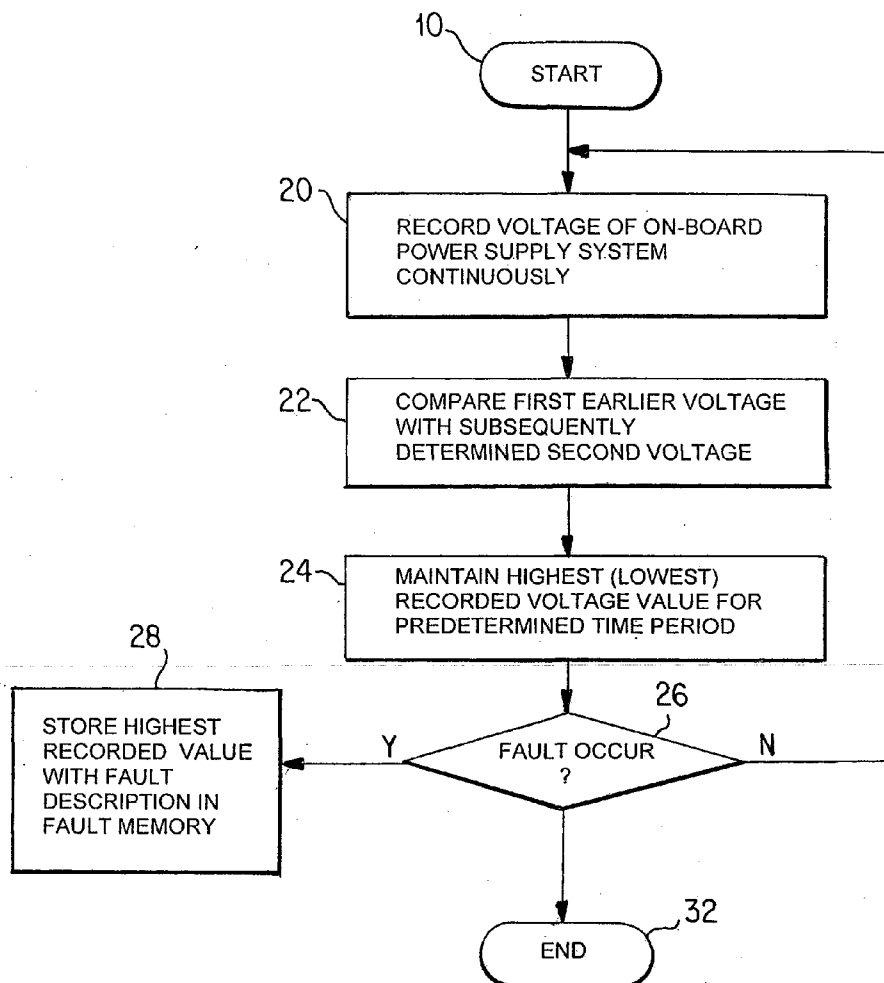 10
START
20
RECORD VOLTAGE OF ON-BOARD
POWER SUPPLY SYSTEM
CONTINUOUSLY
22
COMPARE FIRST EARLIER VOLTAGE
WITH SUBSEQUENTLY
DETERMINED SECOND VOLTAGE
24
MAINTAIN HIGHEST (LOWEST)
RECORDED VOLTAGE VALUE FOR
PREDETERMINED TIME PERIOD
28
STORE HIGHEST
RECORDED VALUE
WITH FAULT
DESCRIPTION IN
FAULT MEMORY
Y
26
FAULT OCCUR
?
N
32
END